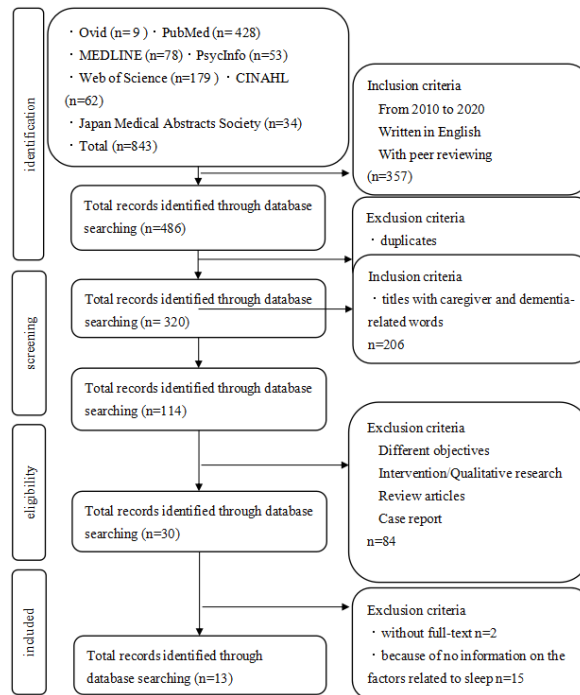 identification
・Ovid (n= 9 ) ・PubMed (n= 428)
・MEDLINE (n=78) ・PsycInfo (n=53)
・Web of Science (n=179 ) ・ CINAHL
(n=62)
・Japan Medical Abstracts Society (n=34)
・Total (n=843)
Inclusion criteria
From 2010 to 2020
Written in English
With peer reviewing
(n=357)
Total records identified through database
searching (n=486)
Exclusion criteria
・duplicates
screening
Total records identified through database
searching (n= 320)
Inclusion criteria
・titles with caregiver and dementia-
related words
n=206
Total records identified through database
searching (n=114)
eligibility
Exclusion criteria
Different objectives
Intervention/Qualitative research
Review articles
Case report
n=84
Total records identified through database
searching (n=30)
included
Exclusion criteria
・without full-text n=2
・because of no information on the
factors related to sleep n=15
Total records identified through
database searching (n=13)